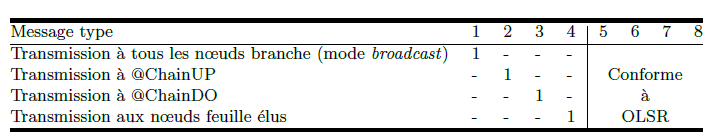 Message type 1 2 3 4 5 6 7 8
Transmission à tous les nœuds branche (mode broadcast) 1 - - -
Transmission à @ChainUP - 1 - - Conforme
Transmission à @ChainDO - - 1 - à
Transmission aux nœuds feuille élus - - - 1 OLSR